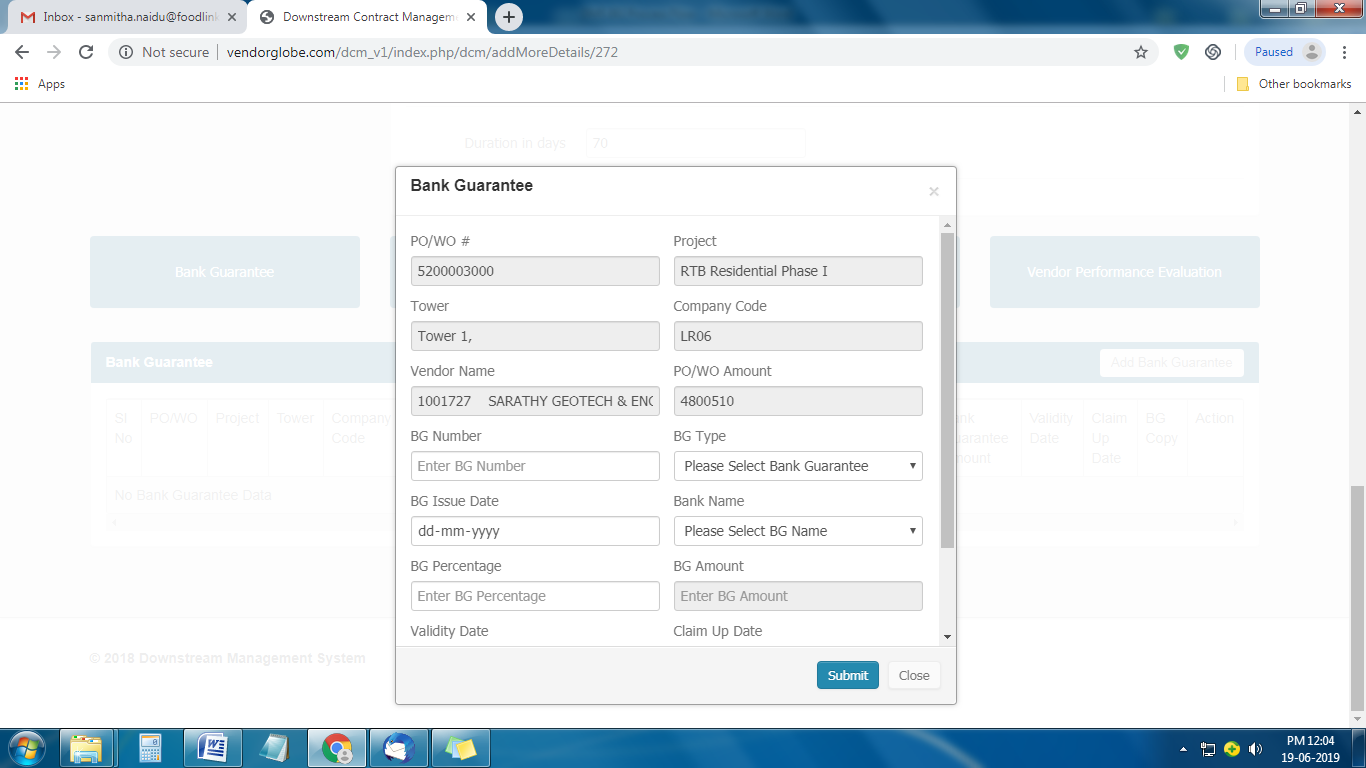 Inbox - sanmitha.naidu@foodlink
Downstream Contract Managem
Not secure
vendorglobe.com/dcm_v1/index.php/dcm/addMoreDetails/272
Paused
Apps
Other bookmarks
Duration in days
70
Bank Guarantee
PO/WO #
Project
5200003000
RTB Residential Phase I
Tower
Company Code
Tower 1,
LR06
Vendor Name
PO/WO Amount
1001727 SARATHY GEOTECH & ENG
4800510
BG Number
BG Type
Enter BG Number
Please Select Bank Guarantee
BG Issue Date
Bank Name
dd-mm-yyyy
Please Select BG Name
BG Percentage
BG Amount
Enter BG Percentage
Enter BG Amount
Validity Date
Claim Up Date
Submit
Close
Bank Guarantee
Vendor Performance Evaluation
Bank Guarantee
Add Bank Guarantee
Sl No
PO/WO
Project
Tower
Company Code
Validity Date
Claim Up Date
BG Copy
Action
No Bank Guarantee Data
© 2018 Downstream Management System
PM 12:04
19-06-2019